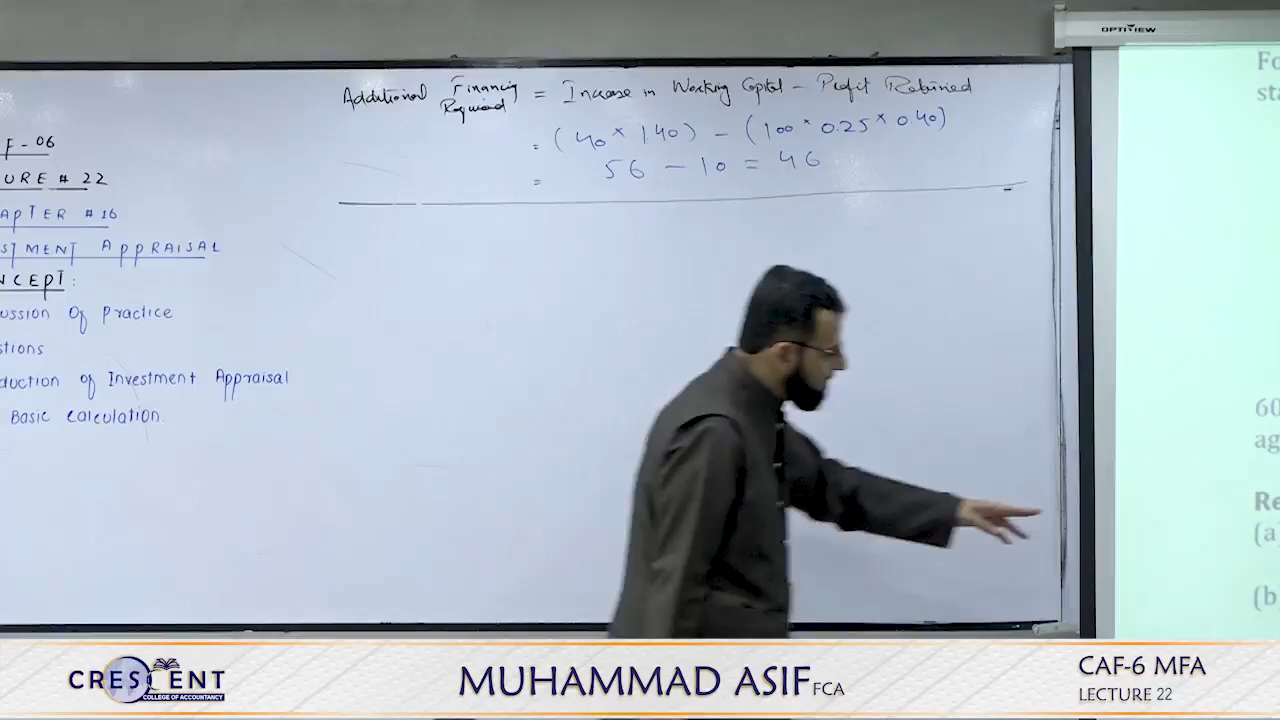 Additional Financing Required = Increase in Working Capital - Profit Retained
= (40 × 140) - (100 × 0.25 × 0.40)
= 56 - 10 = 46
F-06
URE # 22
APTER # 16
STMENT APPRAISAL
NCEPT:
ussion Of Practice
stions
duction of Investment Appraisal
Basic Calculation.
OPTIVIEW
Fo
sta
60
ag
Re
(a
(b
CRESCENT
COLLEGE OF ACCOUNTANCY
MUHAMMAD ASIF FCA
CAF-6 MFA
LECTURE 22